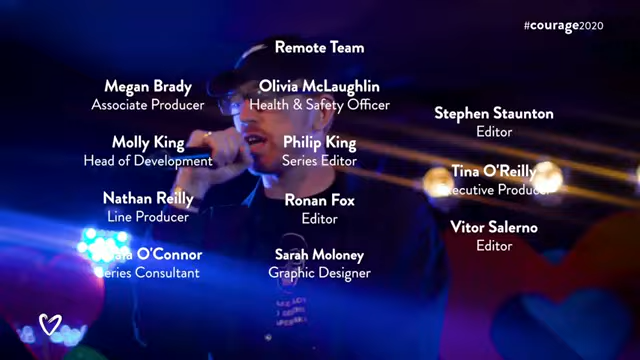 #courage2020
Remote Team
Megan Brady
Associate Producer
Molly King
Head of Development
Nathan Reilly
Line Producer
O'Connor
Series Consultant
Olivia McLaughlin
Health & Safety Officer
Philip King
Series Editor
Ronan Fox
Editor
Sarah Moloney
Graphic Designer
Stephen Staunton
Editor
Tina O'Reilly
Executive Producer
Vitor Salerno
Editor